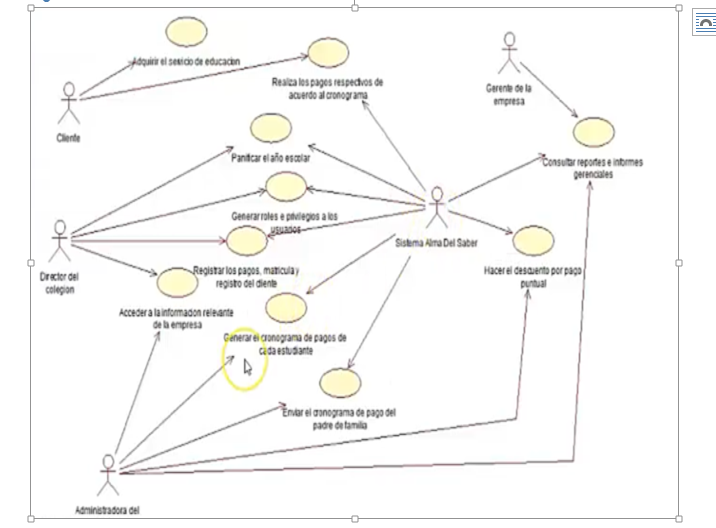 Adquirir el servicio de educacion
Realiza los pagos respectivos de
acuerdo al cronograma
Gerente de la
empresa
Cliente
Panificar el año escolar
Consultar reportes e informes
gerenciales
Generar roles e privilegios a los
usuarios
Sistema Alma Del Saber
Director del
colegion
Registrar los pagos, matricula y
registro del cliente
Hacer el descuento por pago
puntual
Acceder a la informacion relevante
de la empresa
Generar el cronograma de pagos de
cada estudiante
Enviar el cronograma de pago del
padre de familia
Administradora del